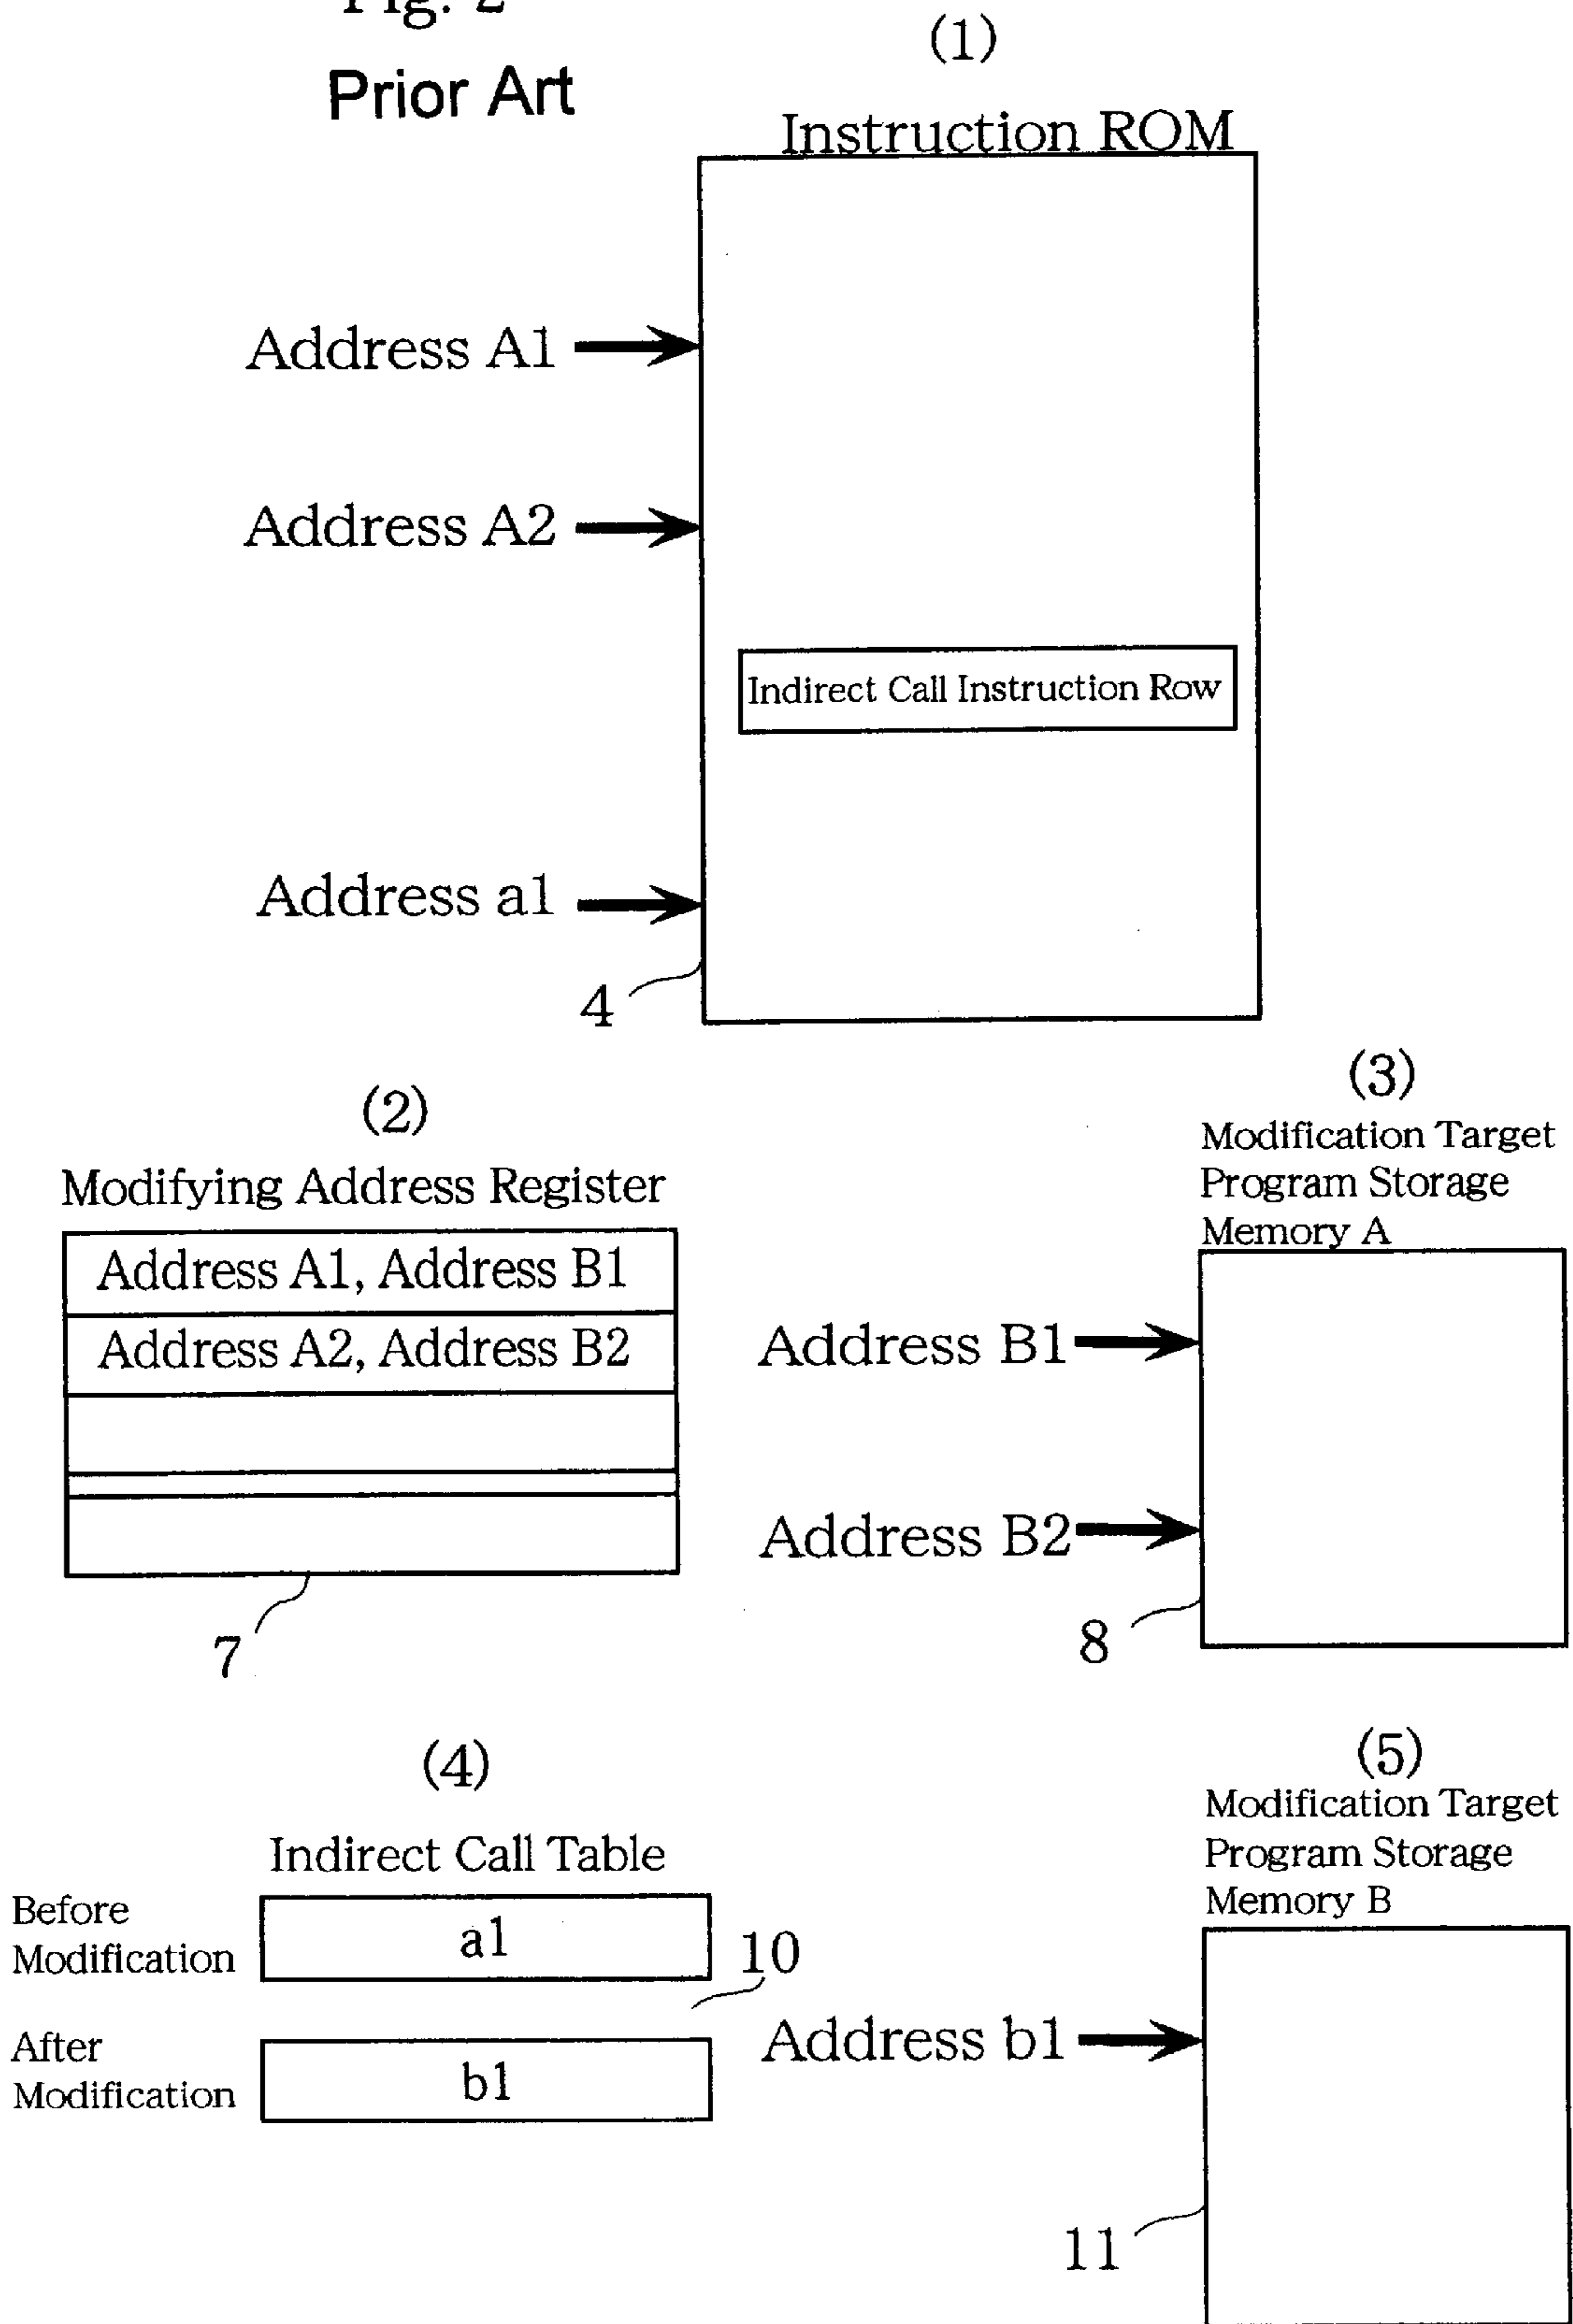 Fig. 2
Prior Art
(1)
Instruction ROM
Address A1
Address A2
Indirect Call Instruction Row
Address a1
4
(2)
Modifying Address Register
Address A1, Address B1
Address A2, Address B2
7
(3)
Modification Target
Program Storage
Memory A
Address B1
Address B2
8
(4)
Indirect Call Table
Before
Modification
a1
10
After
Modification
b1
(5)
Modification Target
Program Storage
Memory B
Address b1
11